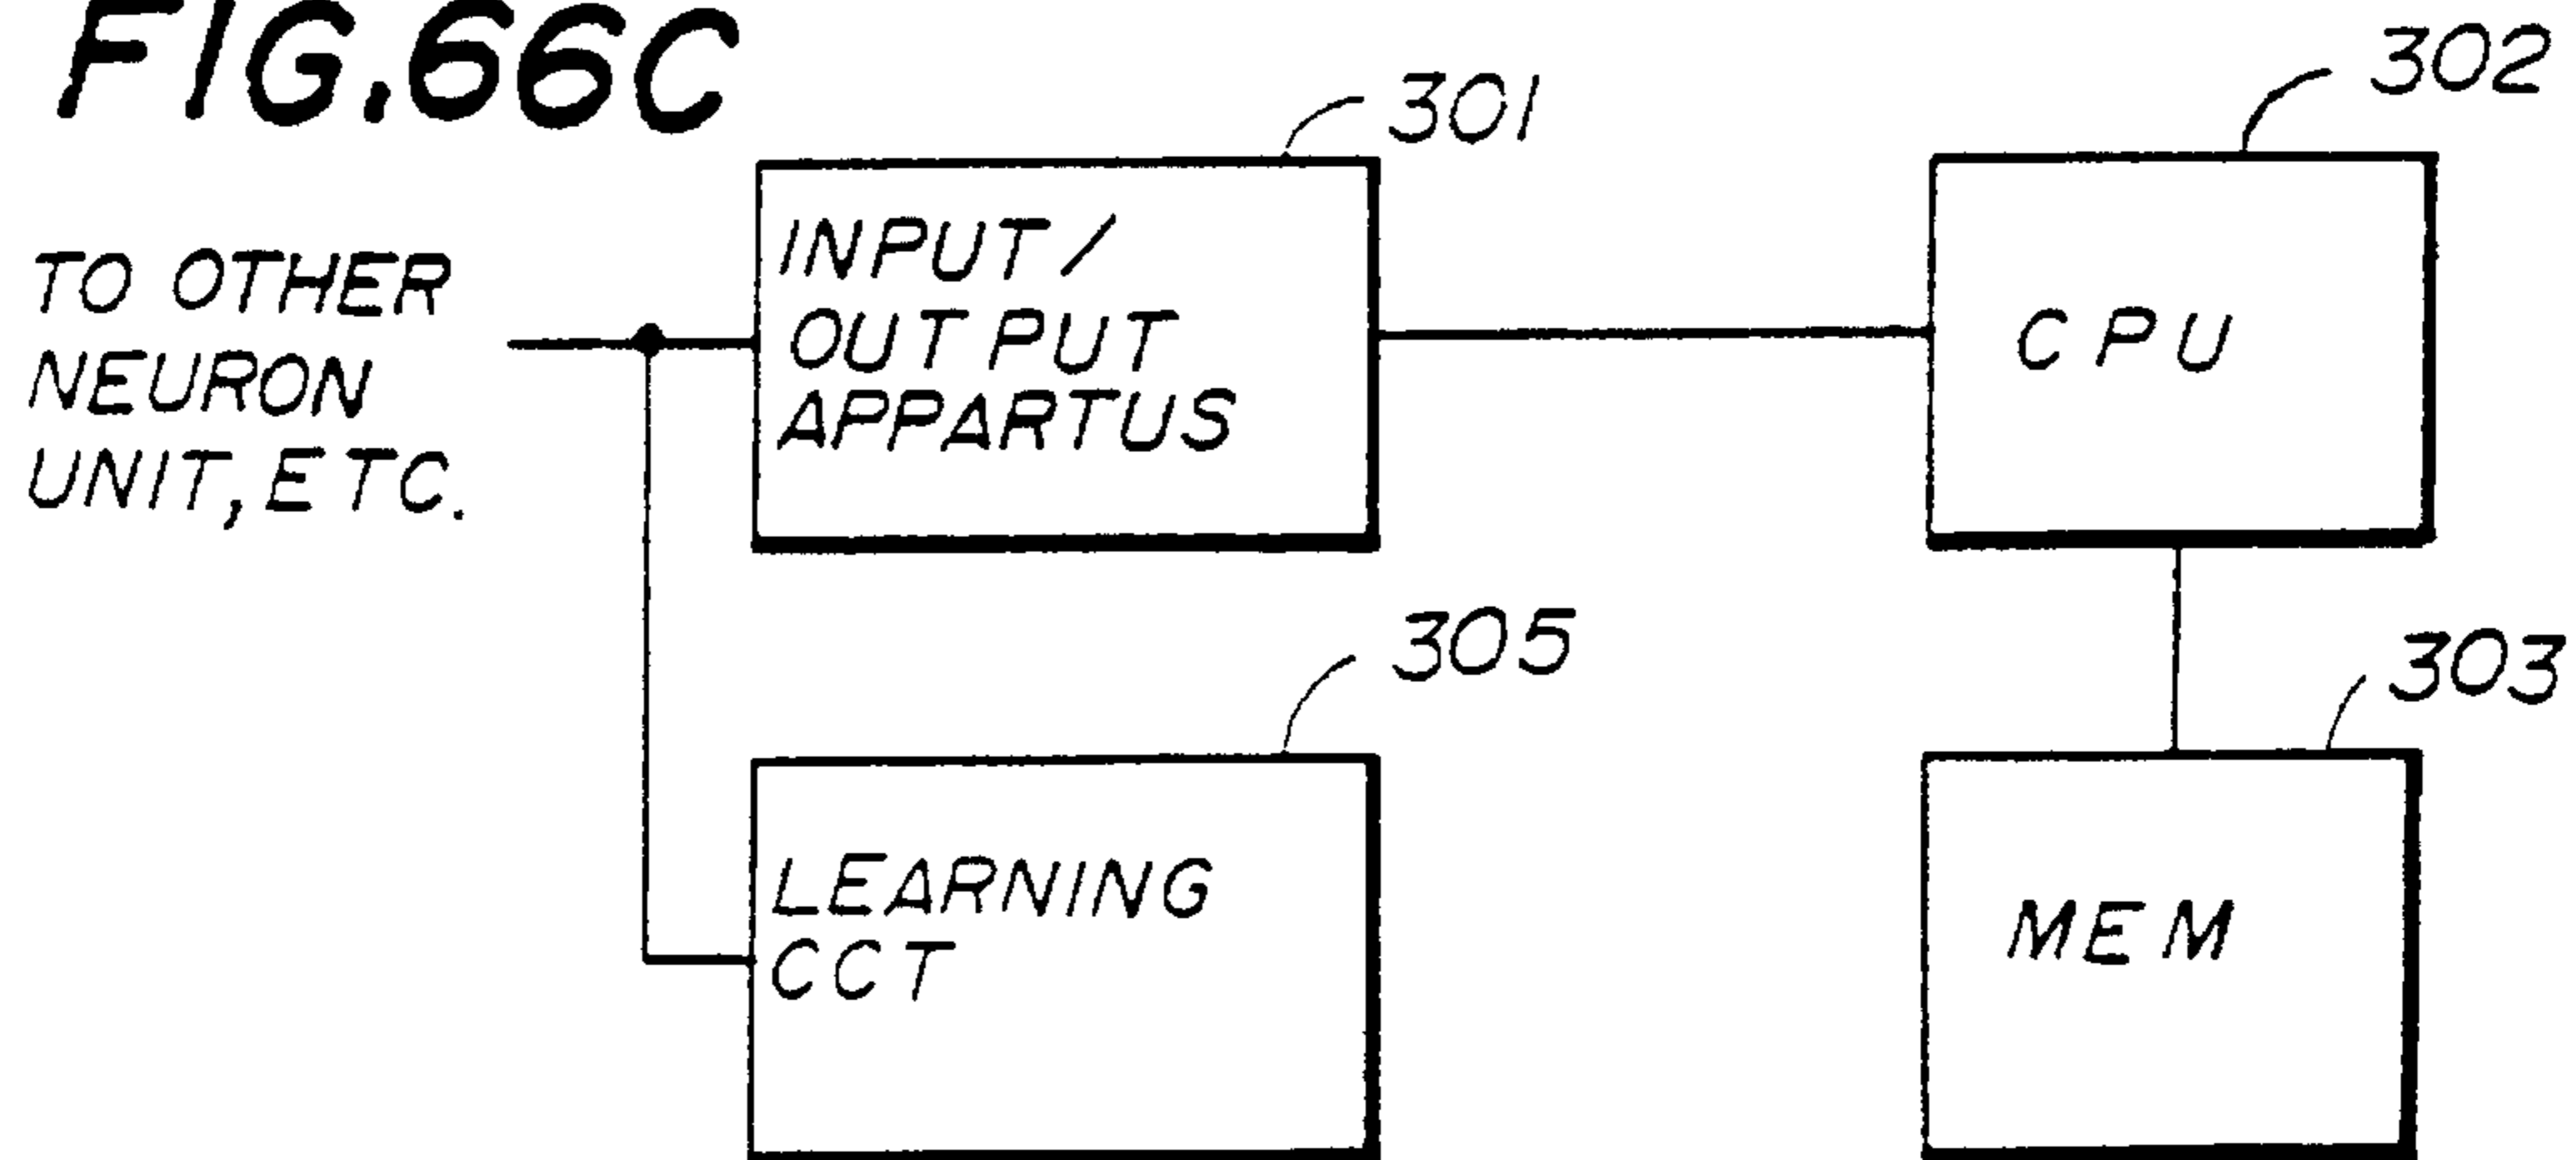 FIG.66C
301
302
TO OTHER
NEURON
UNIT, ETC.
INPUT/
OUTPUT
APPARTUS
CPU
305
303
LEARNING
CCT
MEM